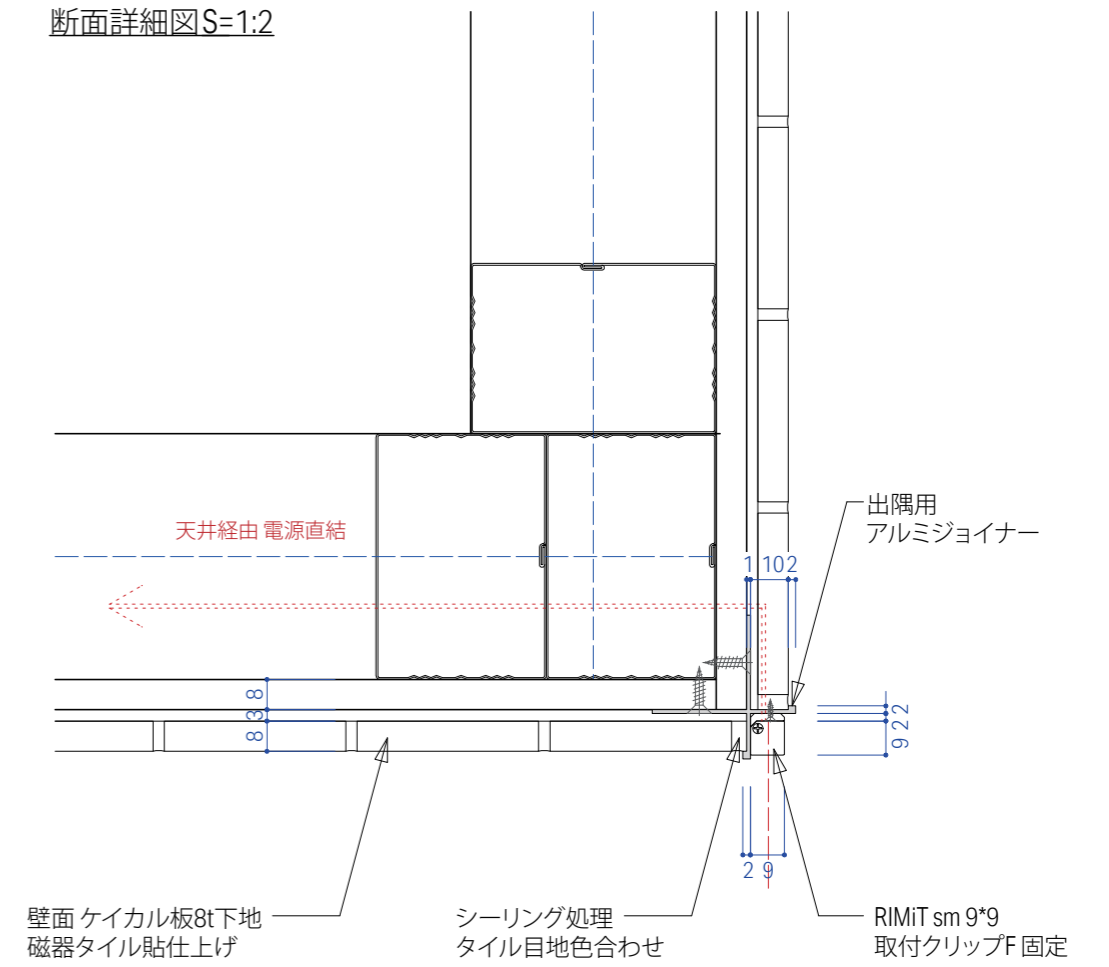 断面詳細図S=1:2
天井経由 電源直結
出隅用
アルミジョイナー
1 10 2
8
3
8
2
2
9
2 9
壁面 ケイカル板8t下地
磁器タイル貼仕上げ
シーリング処理
タイル目地色合わせ
RIMiT sm 9*9
取付クリップF 固定